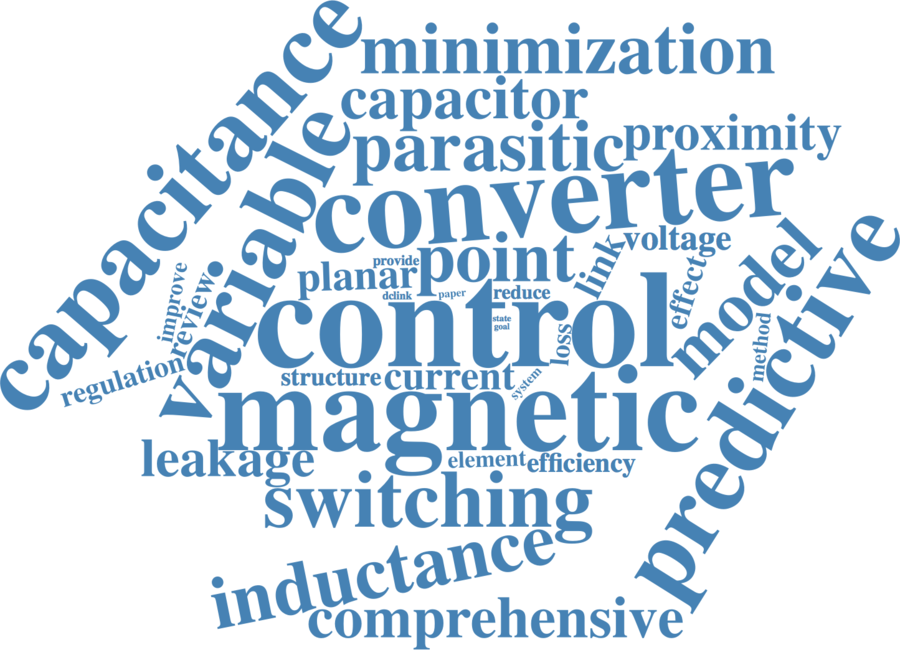 minimization
capacitance
capacitor
parasitic
proximity
variable
converter
voltage
point
link
provide
planar
effect
model
predictive
improve
review
dclink
paper
reduce
control
state
goal
loss
method
regulation
structure
current
system
magnetic
leakage
element
efficiency
switching
inductance
comprehensive